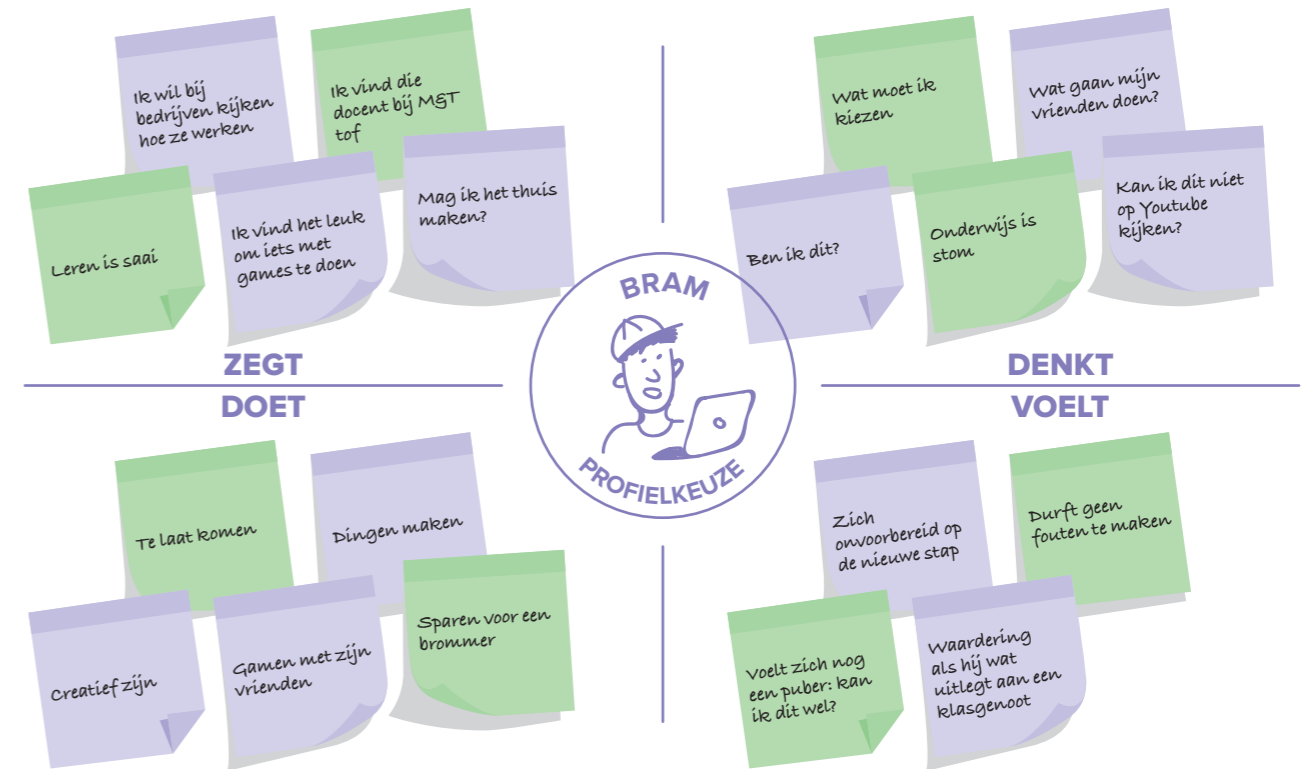 Ik wil bij
bedrijven kijken
hoe ze werken
Ik vind die
docent bij M&T
tof
Leren is saai
Ik vind het leuk
om iets met
games te doen
Mag ik het thuis
maken?
ZEGT
Wat moet ik
kiezen
Wat gaan mijn
vrienden doen?
Ben ik dit?
Onderwijs is
stom
Kan ik dit niet
op Youtube
kijken?
DENKT
BRAM
PROFIELKEUZE
DOET
Te laat komen
Dingen maken
Creatief zijn
Gamen met zijn
vrienden
Sparen voor een
brommer
VOELT
Zich
onvoorbereid op
de nieuwe stap
Durft geen
fouten te maken
Voelt zich nog
een puber: kan
ik dit wel?
Waardering
als hij wat
uitlegt aan een
klasgenoot